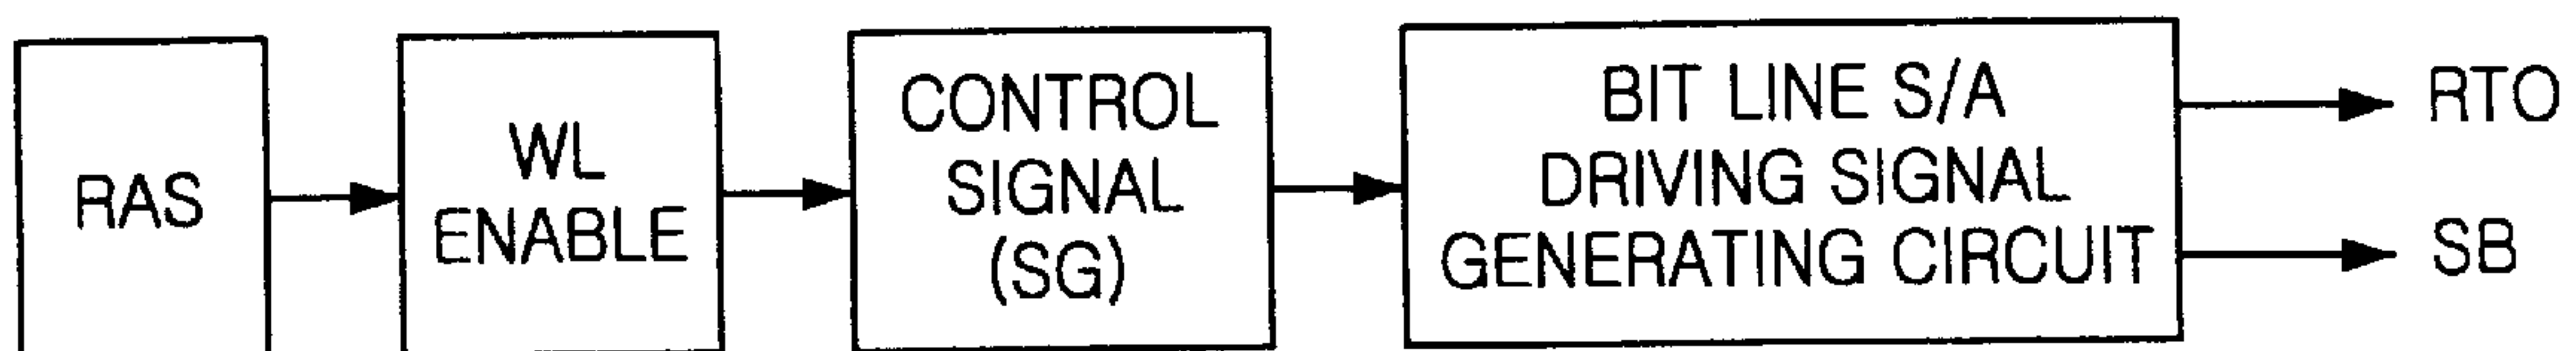 RAS
WL
ENABLE
CONTROL
SIGNAL
(SG)
BIT LINE S/A
DRIVING SIGNAL
GENERATING CIRCUIT
RTO
SB